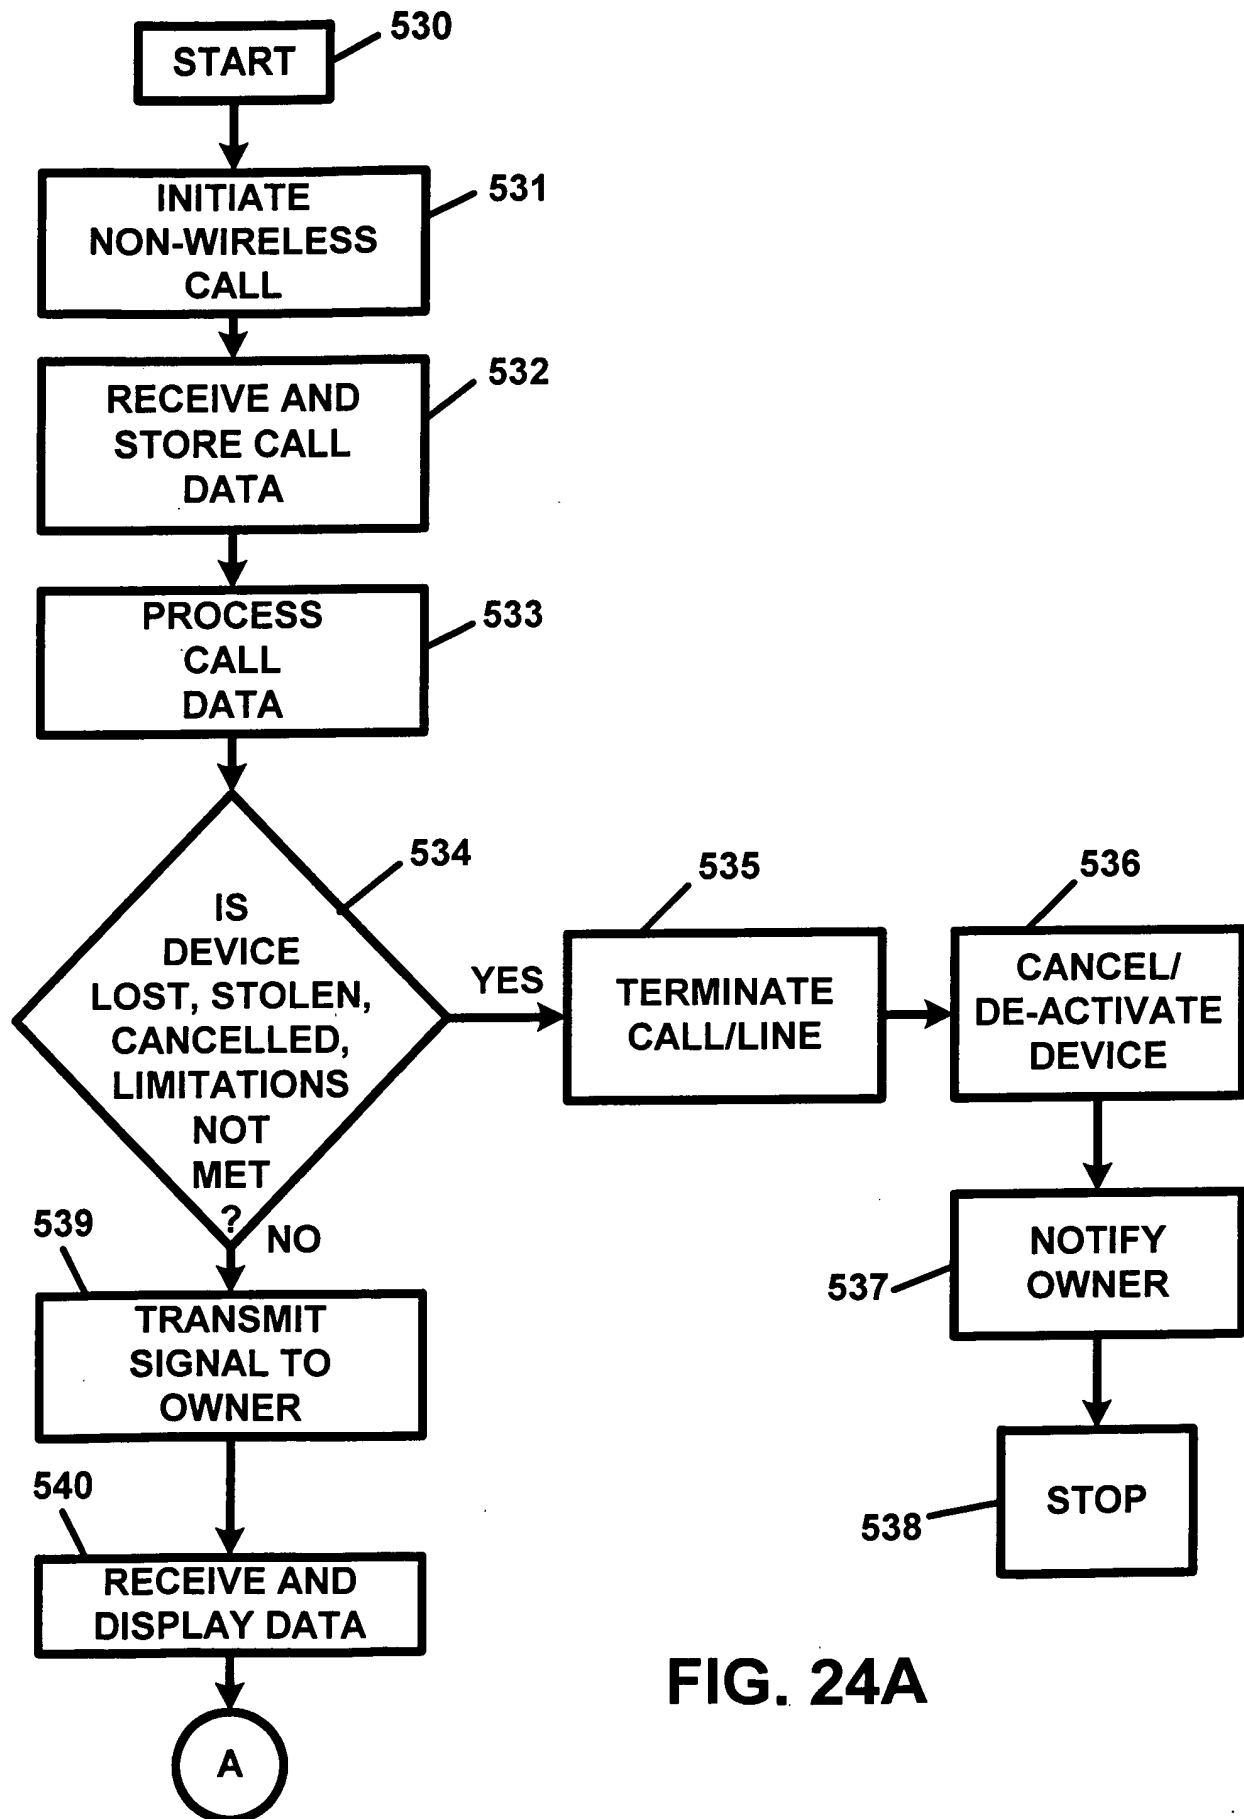 START
530
INITIATE
NON-WIRELESS
CALL
531
RECEIVE AND
STORE CALL
DATA
532
PROCESS
CALL
DATA
533
IS
DEVICE
LOST, STOLEN,
CANCELLED,
LIMITATIONS
NOT
MET
?
534
YES
NO
TERMINATE
CALL/LINE
535
CANCEL/
DE-ACTIVATE
DEVICE
536
NOTIFY
OWNER
537
STOP
538
539
TRANSMIT
SIGNAL TO
OWNER
540
RECEIVE AND
DISPLAY DATA
A
FIG. 24A